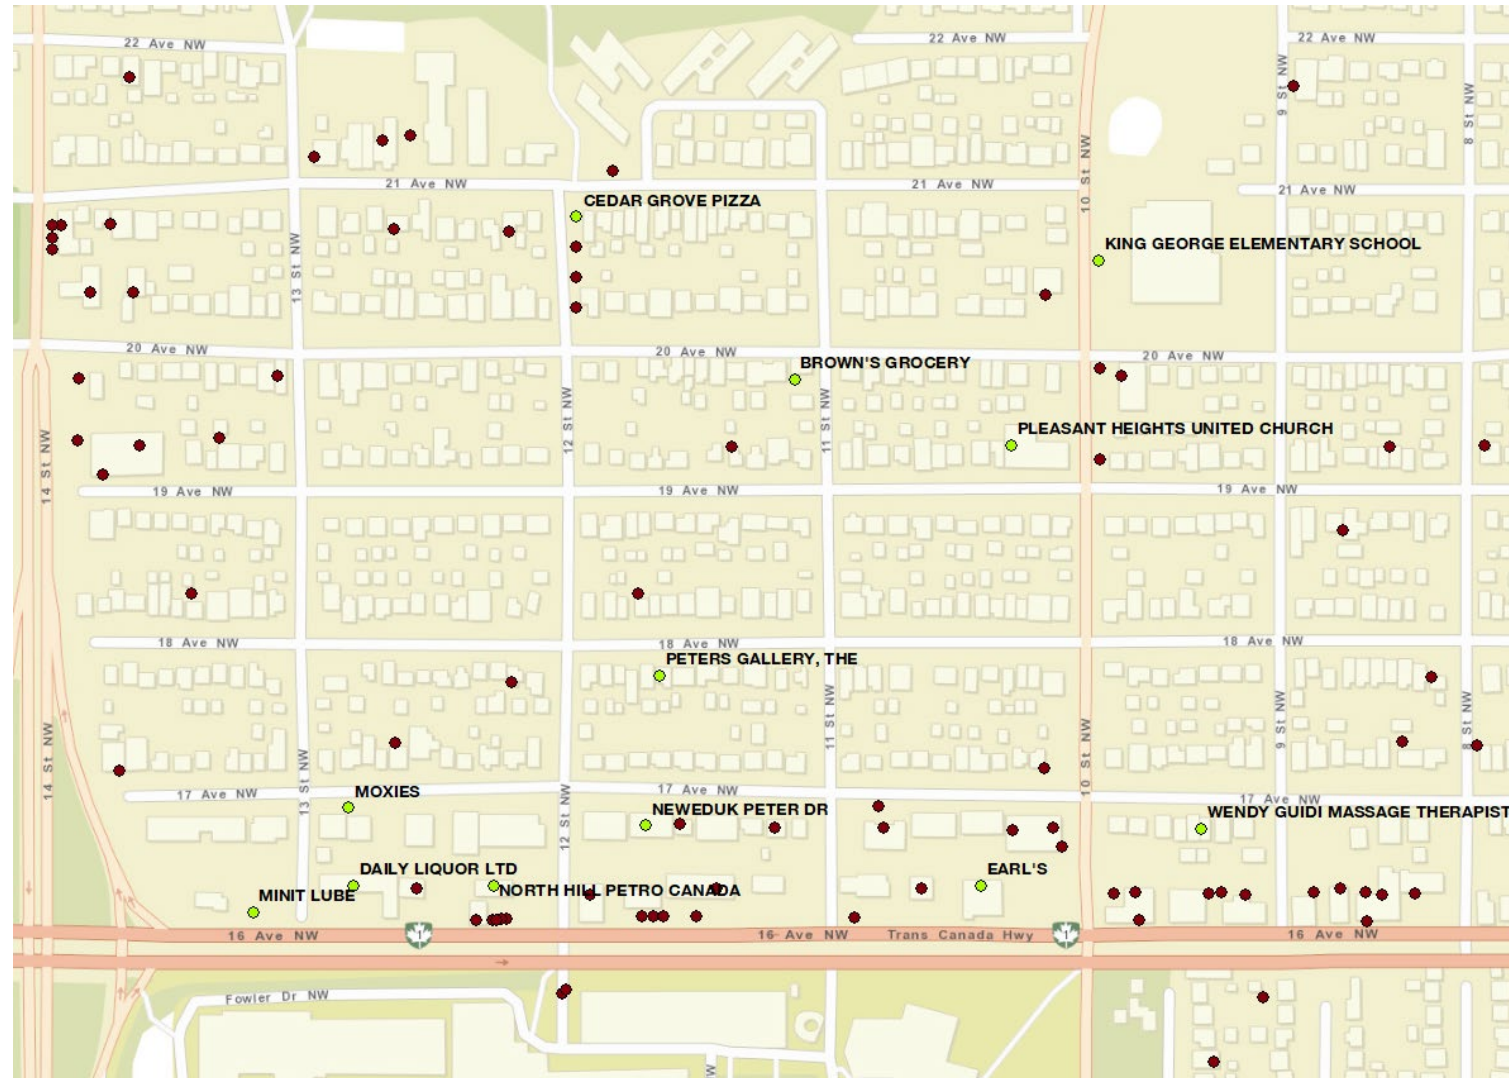 22 Ave NW
22 Ave NW
22 Ave NW
9 St NW
8 St NW
10 St NW
21 Ave NW
21 Ave NW
21 Ave NW
CEDAR GROVE PIZZA
13 St NW
KING GEORGE ELEMENTARY SCHOOL
20 Ave NW
20 Ave NW
20 Ave NW
BROWN'S GROCERY
12 St NW
11 St NW
PLEASANT HEIGHTS UNITED CHURCH
14 St NW
19 Ave NW
19 Ave NW
19 Ave NW
18 Ave NW
18 Ave NW
18 Ave NW
PETERS GALLERY, THE
11 St NW
9 St NW
8 St NW
14 St NW
13 St NW
10 St NW
17 Ave NW
17 Ave NW
17 Ave NW
MOXIES
12 St NW
NEWEDUK PETER DR
WENDY GUIDI MASSAGE THERAPIST
DAILY LIQUOR LTD
EARL'S
MINIT LUBE
NORTH HILL PETRO CANADA
16 Ave NW
1
16 Ave NW
Trans Canada Hwy
1
16 Ave NW
Fowler Dr NW
W